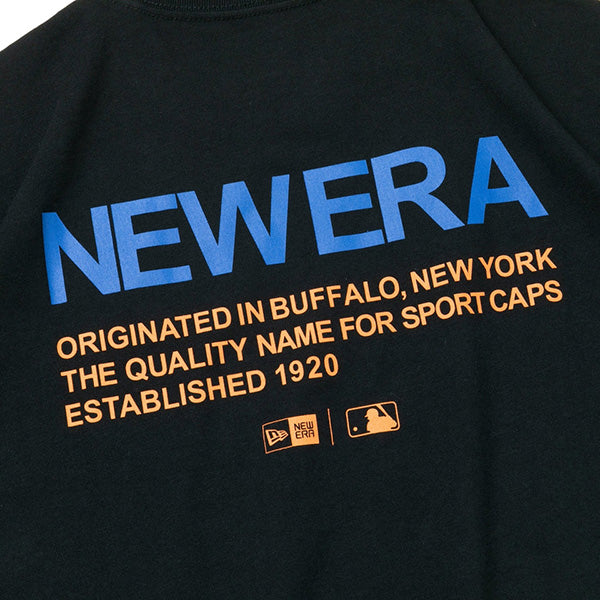 NEW ERA
ORIGINATED IN BUFFALO, NEW YORK
THE QUALITY NAME FOR SPORT CAPS
ESTABLISHED 1920
NEW
ERA